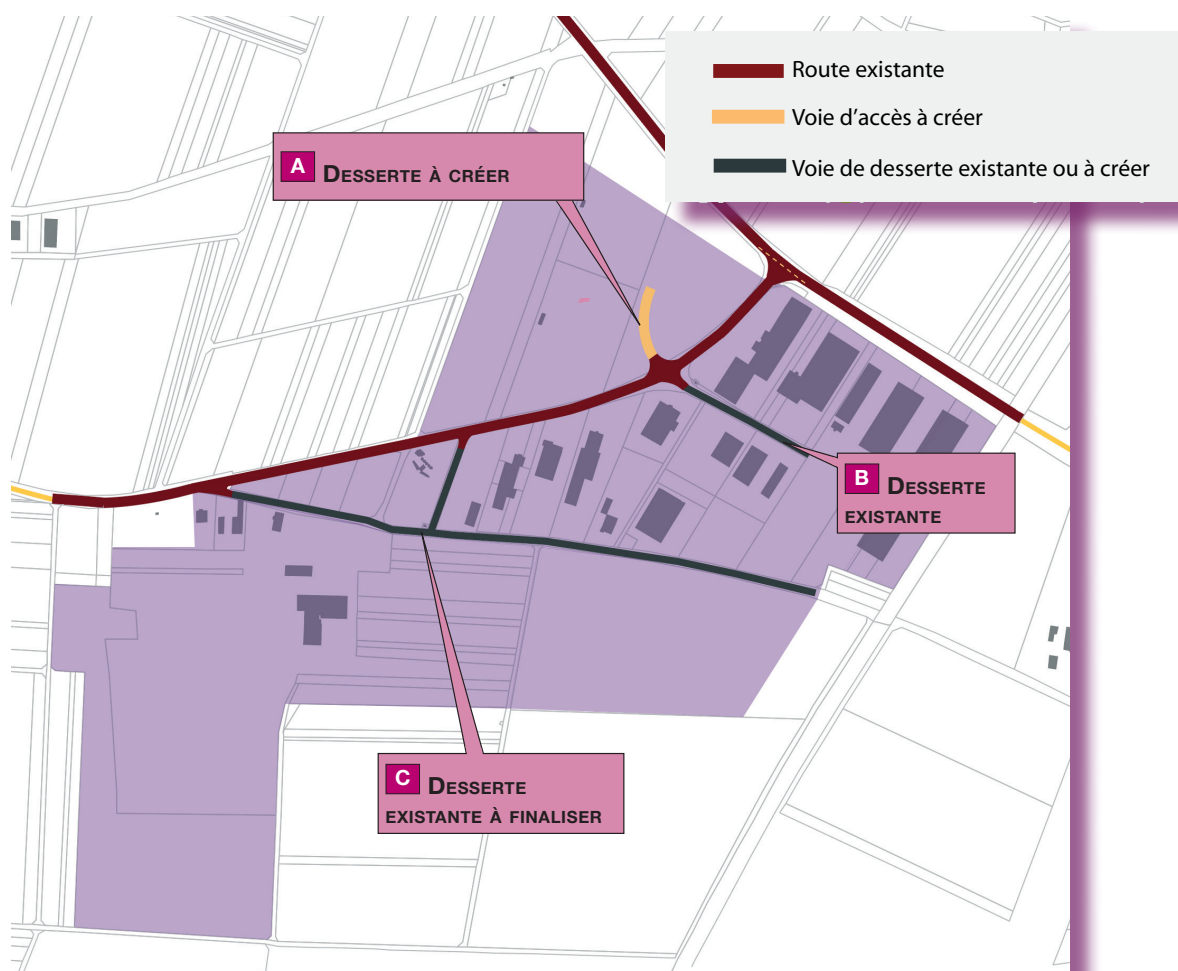 Route existante
Voie d'accès à créer
Voie de desserte existante ou à créer
A DESSERTE À CRÉER
B DESSERTE
EXISTANTE
C DESSERTE
EXISTANTE À FINALISER